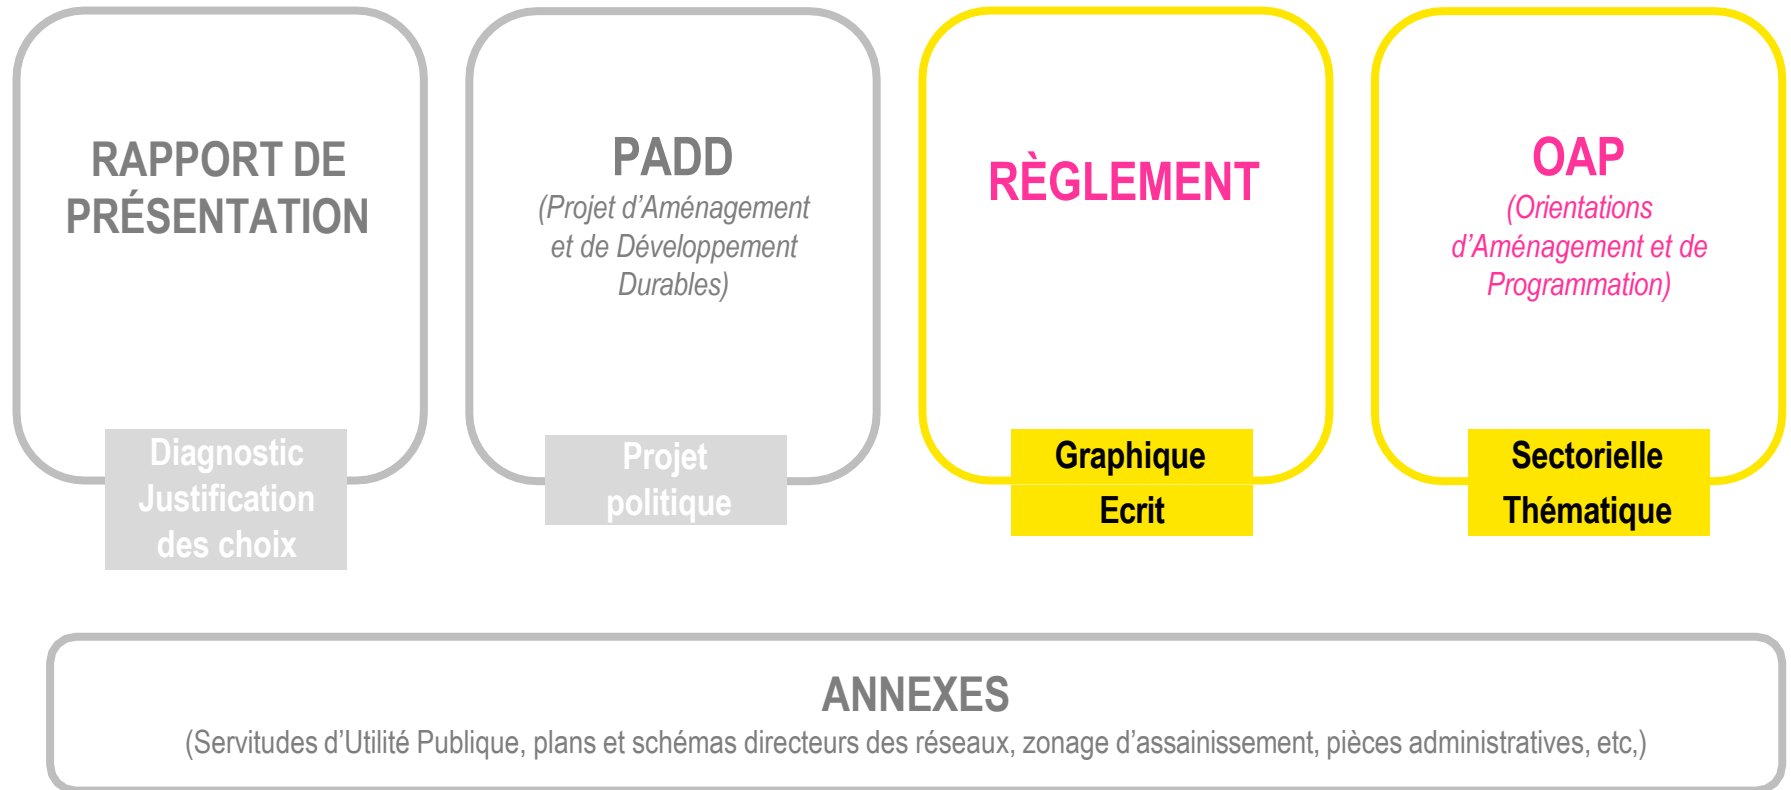 RAPPORT DE
PRÉSENTATION
Diagnostic
Justification
des choix
PADD
(Projet d’Aménagement
et de Développement
Durables)
Projet
politique
RÈGLEMENT
Graphique
Ecrit
OAP
(Orientations
d’Aménagement et de
Programmation)
Sectorielle
Thématique
ANNEXES
(Servitudes d’Utilité Publique, plans et schémas directeurs des réseaux, zonage d’assainissement, pièces administratives, etc,)